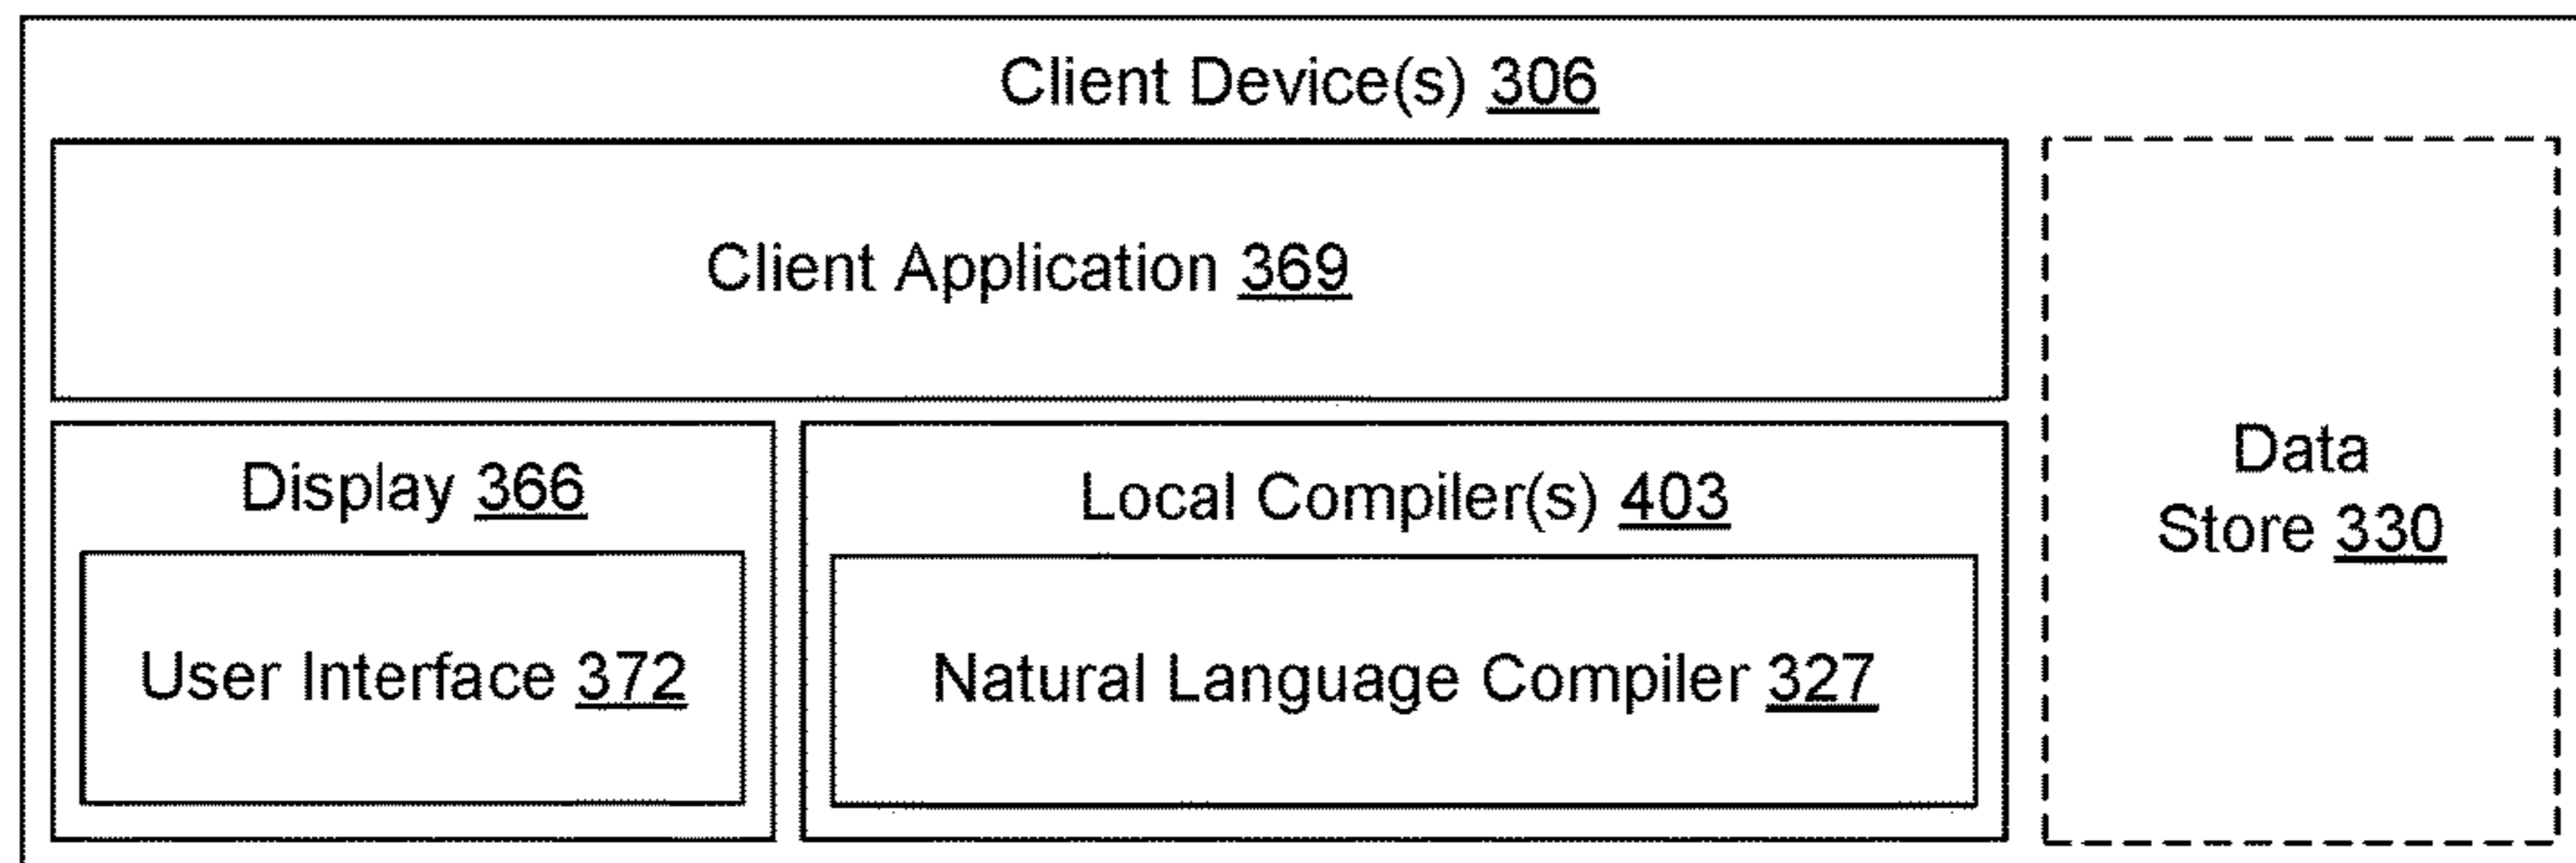 Client Device(s) 306
Client Application 369
Display 366
User Interface 372
Local Compiler(s) 403
Natural Language Compiler 327
Data
Store 330